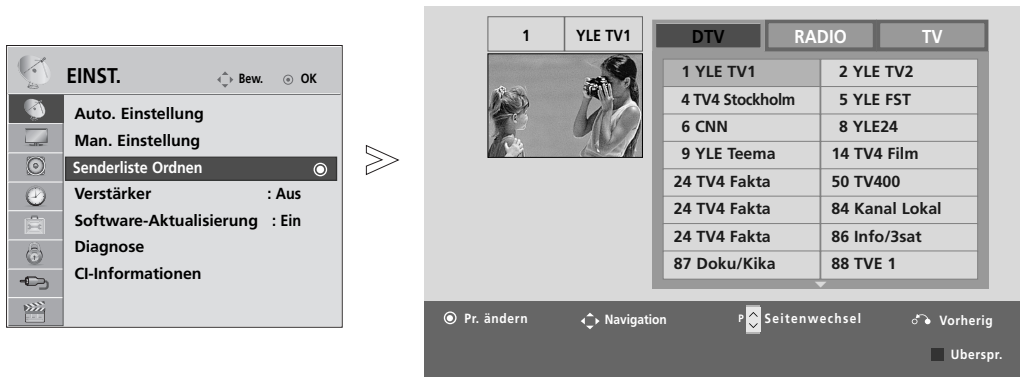 EINST.
Bew. OK
Auto. Einstellung
Man. Einstellung
Senderliste Ordnen
Verstärker : Aus
Software-Aktualisierung : Ein
Diagnose
CI-Informationen
1 YLE TV1
DTV RADIO TV
1 YLE TV1 2 YLE TV2
4 TV4 Stockholm 5 YLE FST
6 CNN 8 YLE24
9 YLE Teema 14 TV4 Film
24 TV4 Fakta 50 TV400
24 TV4 Fakta 84 Kanal Lokal
24 TV4 Fakta 86 Info/3sat
87 Doku/Kika 88 TVE 1
Pr. ändern Navigation P Seitenwechsel Vorherig
Uberspr.